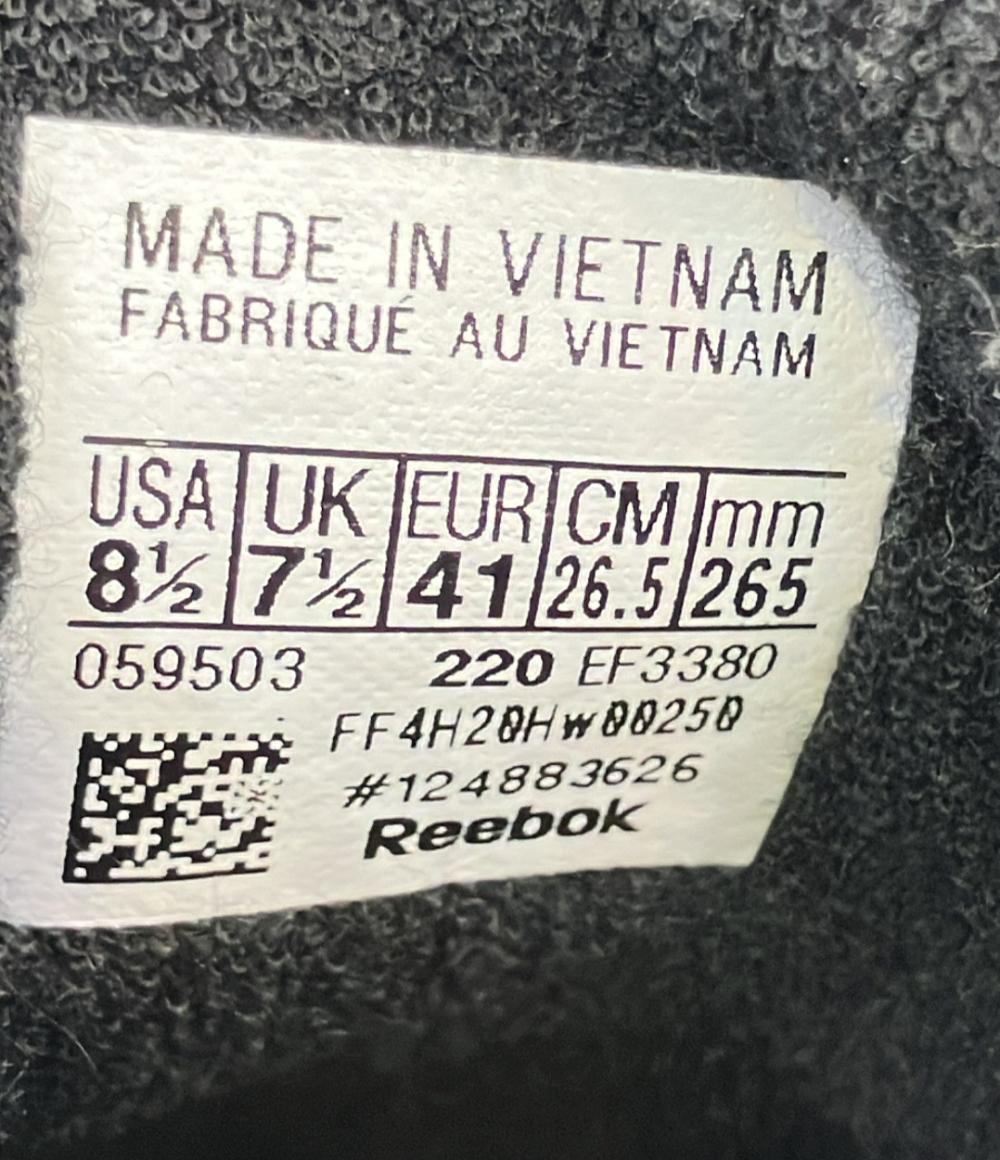 MADE IN VIETNAM
FABRIQUÉ AU VIETNAM
USA UK EUR CM mm
8½ 7½ 41 26.5 265
059503 220 EF3380
FF4H20Hw00250
#124883626
Reebok